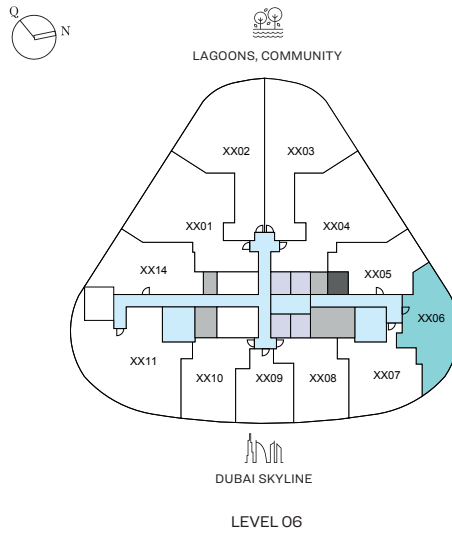 Q
N
LAGOONS, COMMUNITY
XX02
XX03
XX01
XX04
XX14
XX05
XX06
XX11
XX10
XX09
XX08
XX07
DUBAI SKYLINE
LEVEL 06